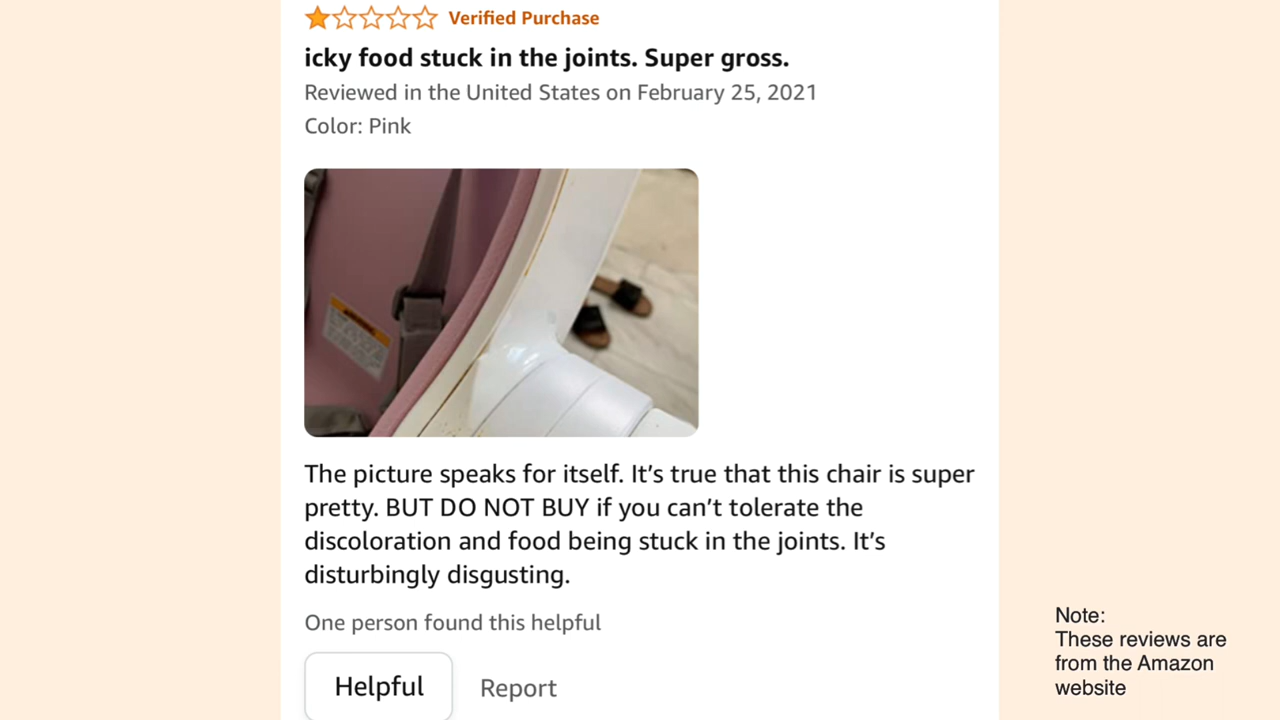 Verified Purchase
icky food stuck in the joints. Super gross.
Reviewed in the United States on February 25, 2021
Color: Pink
The picture speaks for itself. It’s true that this chair is super
pretty. BUT DO NOT BUY if you can’t tolerate the
discoloration and food being stuck in the joints. It’s
disturbingly disgusting.
One person found this helpful
Helpful
Report
Note:
These reviews are
from the Amazon
website